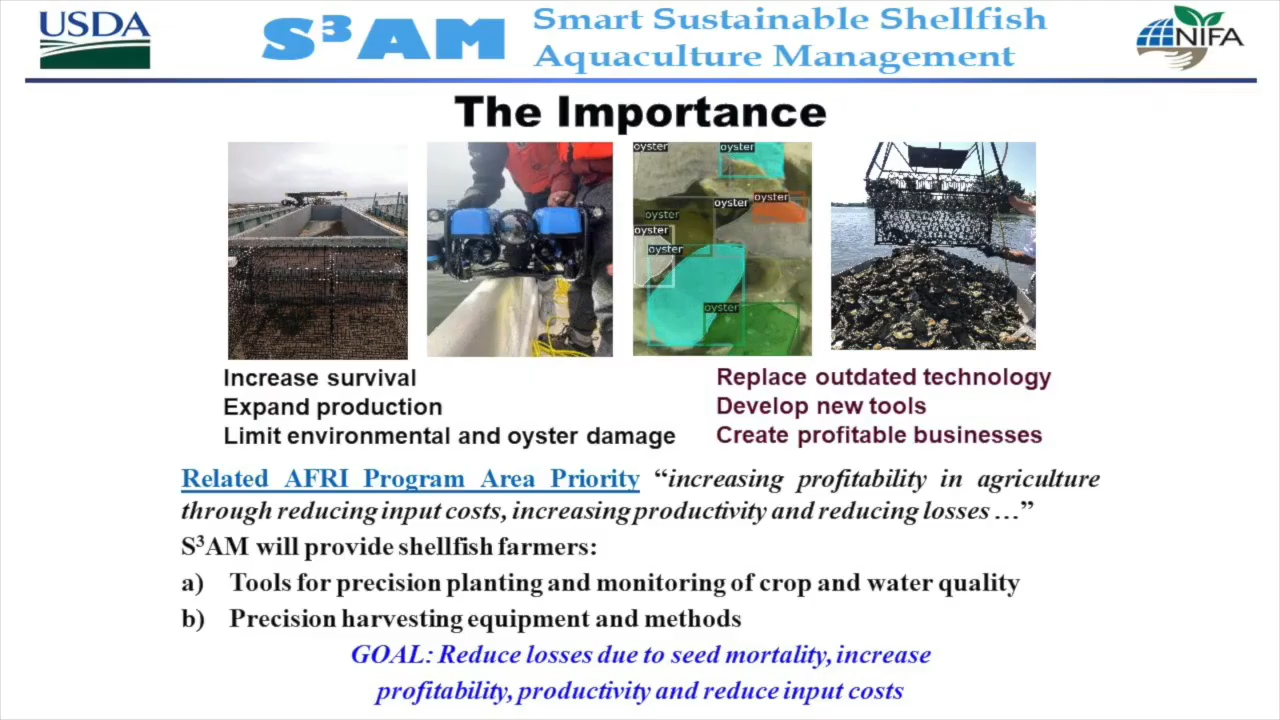 USDA
S³AM
Smart Sustainable Shellfish
Aquaculture Management
NIFA
The Importance
oyster
oyster
oyster
oyster
oyster
oyster
oyster
oyster
Increase survival
Expand production
Limit environmental and oyster damage
Replace outdated technology
Develop new tools
Create profitable businesses
Related AFRI Program Area Priority “increasing profitability in agriculture
through reducing input costs, increasing productivity and reducing losses …”
S³AM will provide shellfish farmers:
a) Tools for precision planting and monitoring of crop and water quality
b) Precision harvesting equipment and methods
GOAL: Reduce losses due to seed mortality, increase
profitability, productivity and reduce input costs